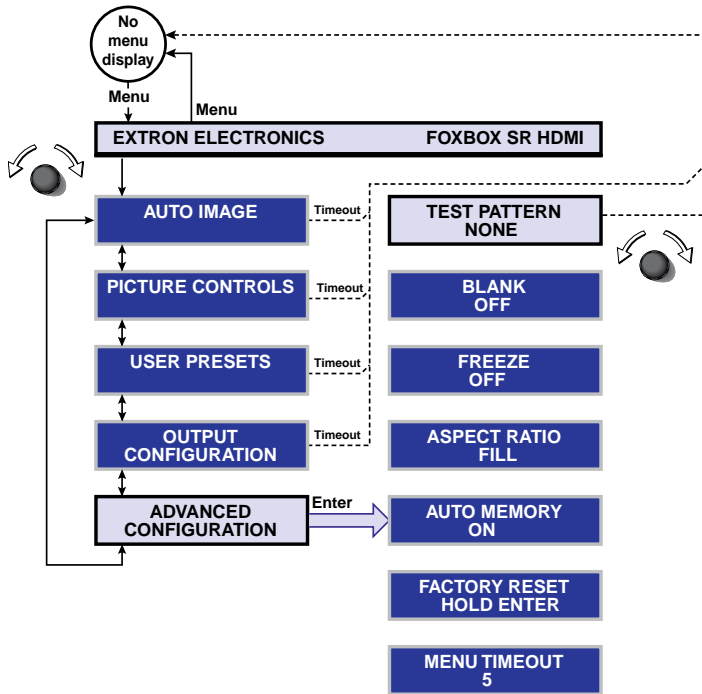 No
menu
display
Menu
Menu
EXTRON ELECTRONICS FOXBOX SR HDMI
AUTO IMAGE
Timeout
TEST PATTERN
NONE
PICTURE CONTROLS
Timeout
BLANK
OFF
USER PRESETS
Timeout
FREEZE
OFF
OUTPUT
CONFIGURATION
Timeout
ASPECT RATIO
FILL
ADVANCED
CONFIGURATION
Enter
AUTO MEMORY
ON
FACTORY RESET
HOLD ENTER
MENU TIMEOUT
5